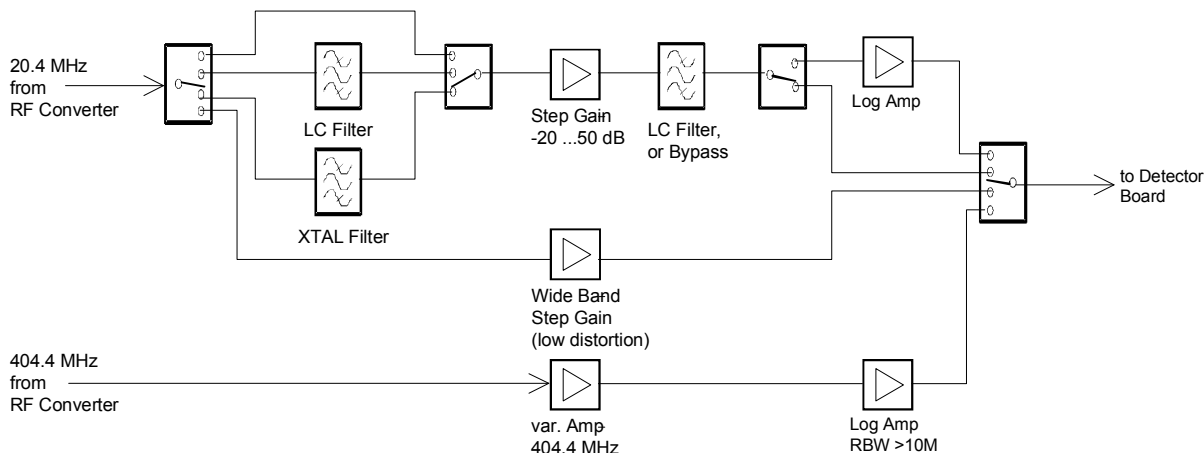 20.4 MHz
from
RF Converter
LC Filter
XTAL Filter
Step Gain
-20 ...50 dB
LC Filter,
or Bypass
Log Amp
to Detector
Board
Wide Band
Step Gain
(low distortion)
404.4 MHz
from
RF Converter
var. Amp
404.4 MHz
Log Amp
RBW >10M